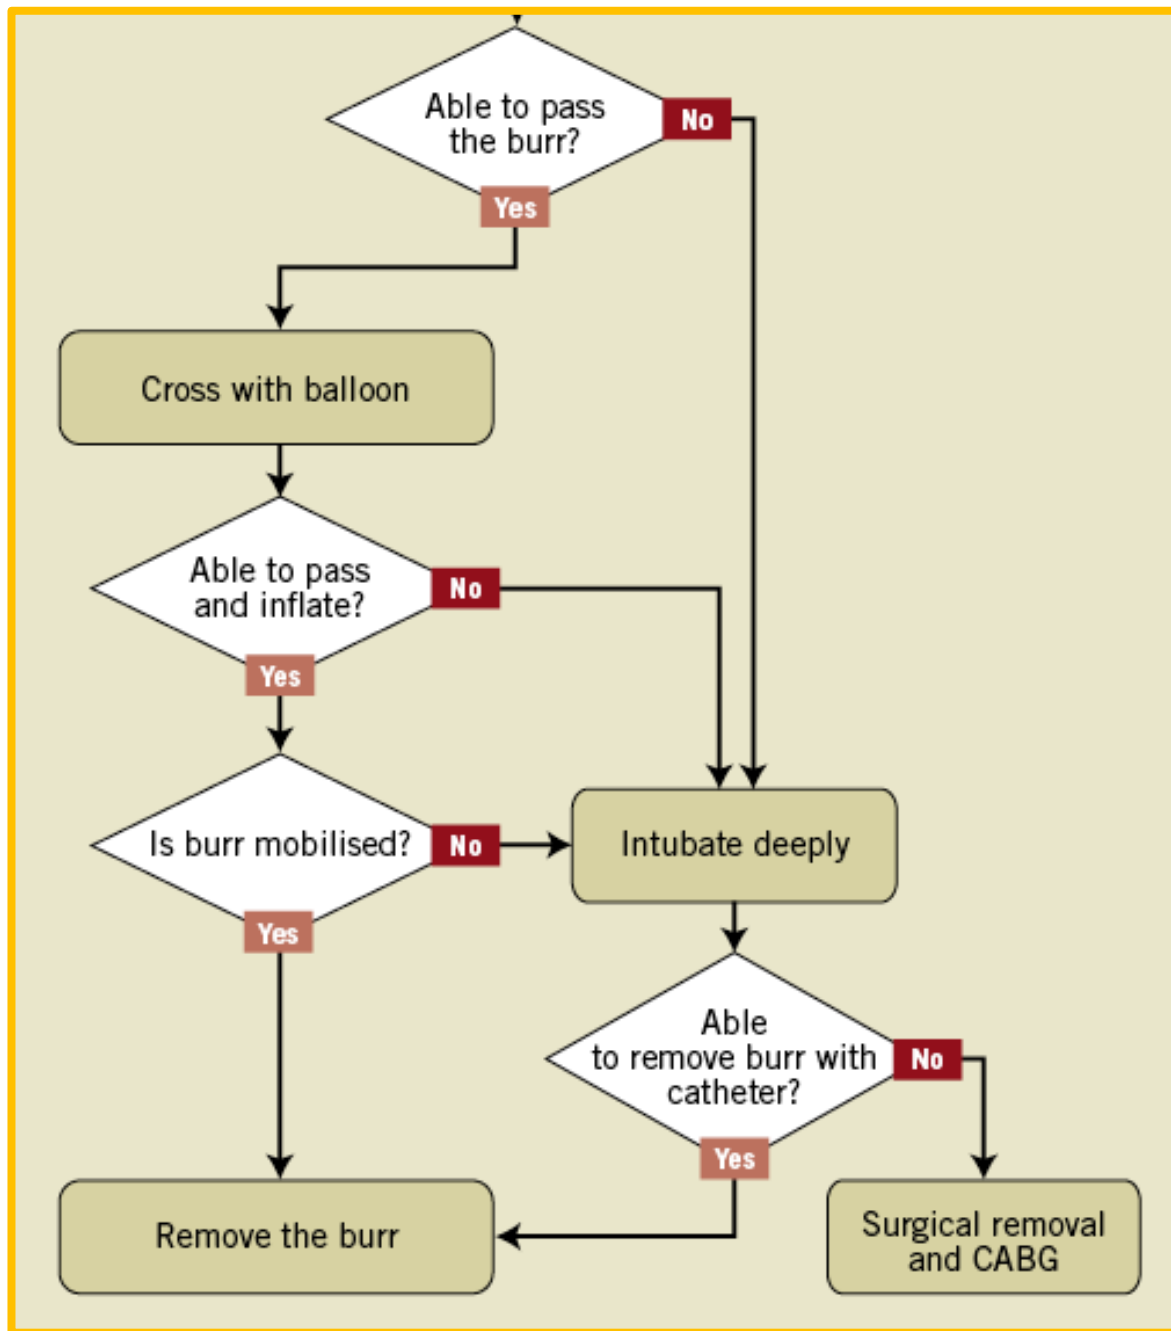 Able to pass
the burr?
No
Yes
Cross with balloon
Able to pass
and inflate?
No
Yes
Is burr mobilised?
No
Intubate deeply
Yes
Able
to remove burr with
catheter?
No
Yes
Remove the burr
Surgical removal
and CABG